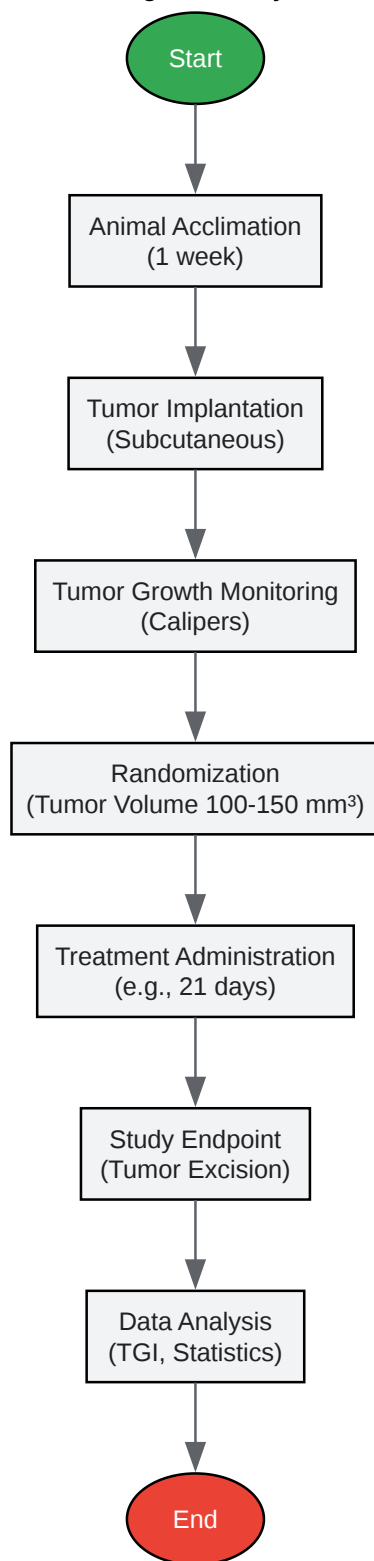 Start
Animal Acclimation
(1 week)
Tumor Implantation
(Subcutaneous)
Tumor Growth Monitoring
(Calipers)
Randomization
(Tumor Volume 100-150 mm³)
Treatment Administration
(e.g., 21 days)
Study Endpoint
(Tumor Excision)
Data Analysis
(TGI, Statistics)
End